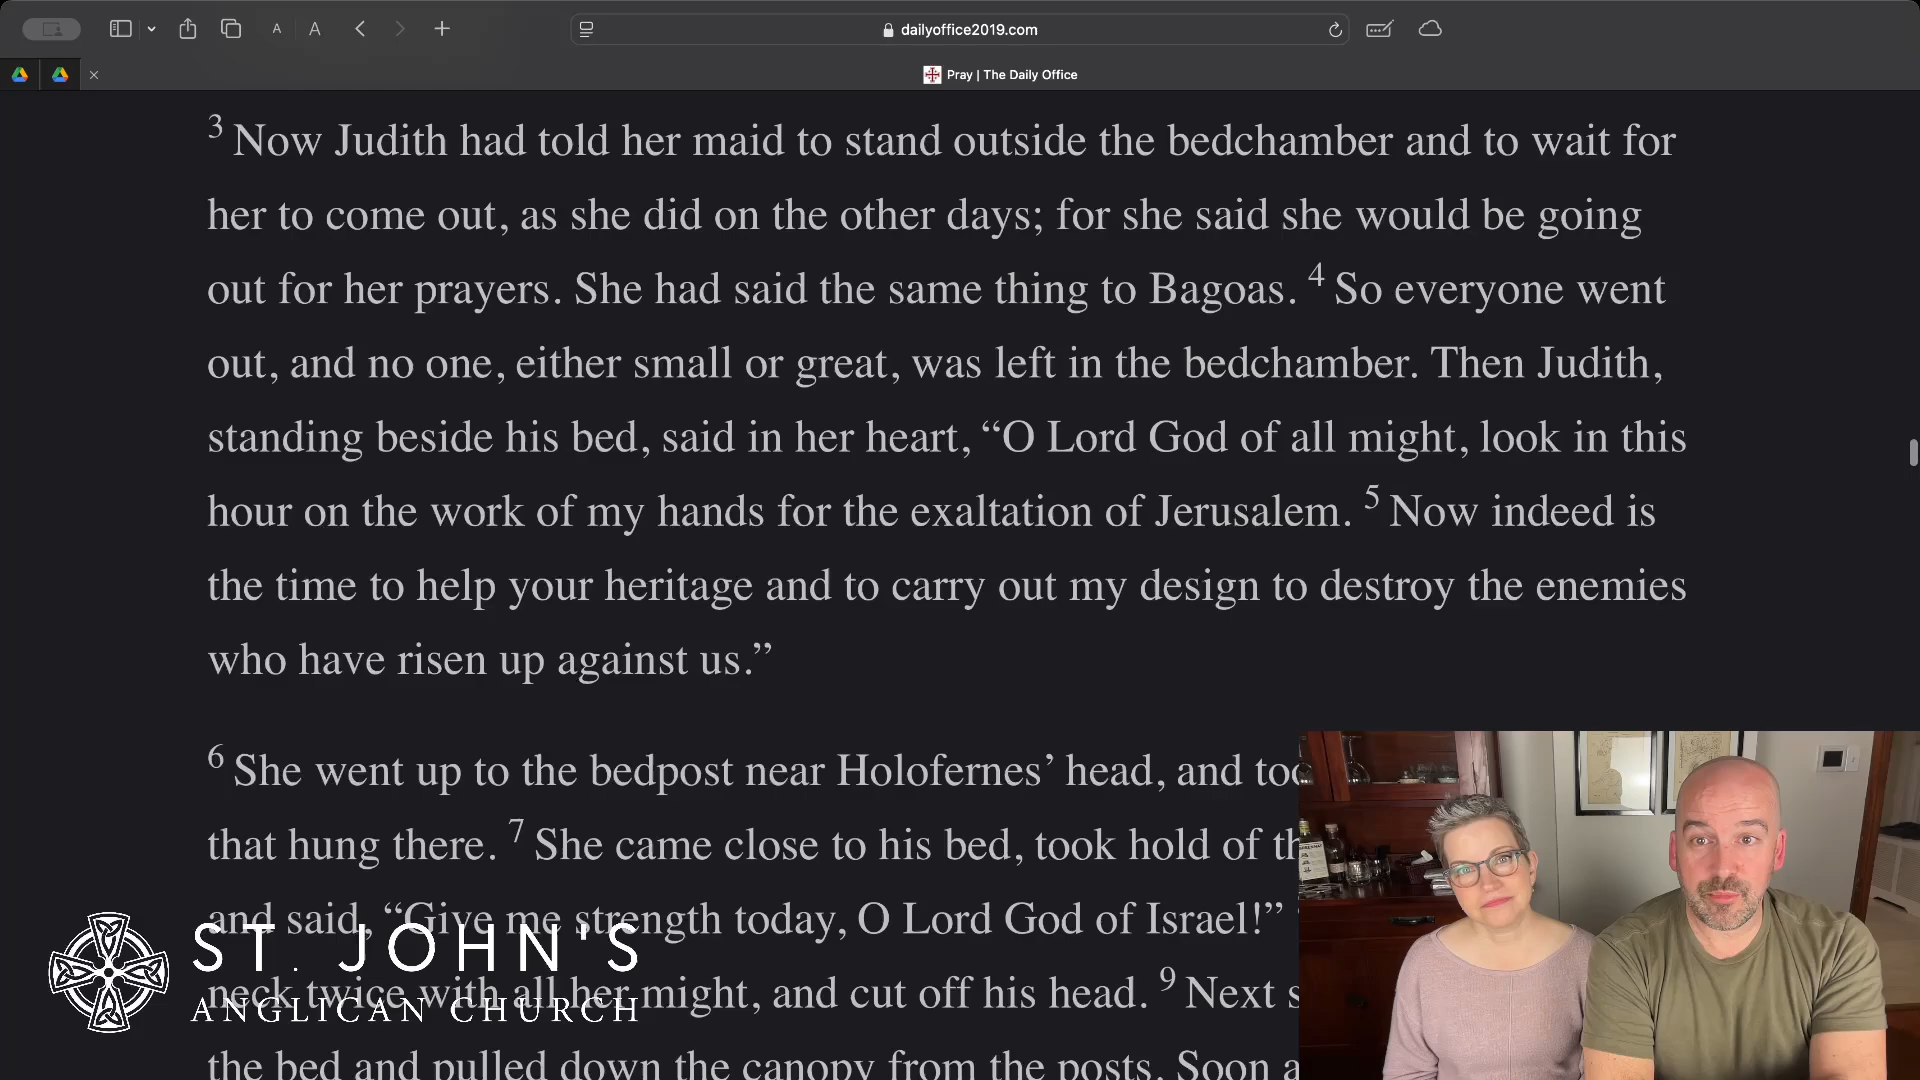 A A
dailyoffice2019.com
Pray | The Daily Office
3 Now Judith had told her maid to stand outside the bedchamber and to wait for
her to come out, as she did on the other days; for she said she would be going
out for her prayers. She had said the same thing to Bagoas. 4 So everyone went
out, and no one, either small or great, was left in the bedchamber. Then Judith,
standing beside his bed, said in her heart, “O Lord God of all might, look in this
hour on the work of my hands for the exaltation of Jerusalem. 5 Now indeed is
the time to help your heritage and to carry out my design to destroy the enemies
who have risen up against us.”
6 She went up to the bedpost near Holofernes’ head, and
that hung there. 7 She came close to his bed, took hold of
and said, “Give me strength today, O Lord God of Israel!”
neck twice with all her might, and cut off his head. 9 Next
the bed and pulled down the canopy from the posts. Soon
ST. JOHN'S
ANGLICAN CHURCH